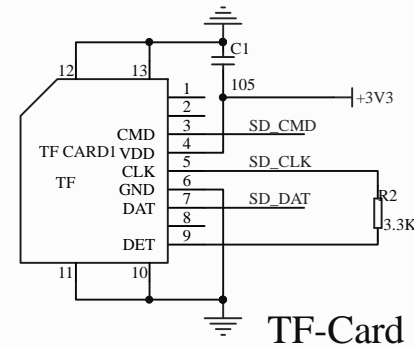 C1
12 13
105
1
+3V3
2
CMD 3 SD_CMD
TF CARD1 VDD 4
CLK 5 SD_CLK
TF GND 6
DAT 7 SD_DAT
R2
8
3.3K
DET 9
11 10
TF-Card